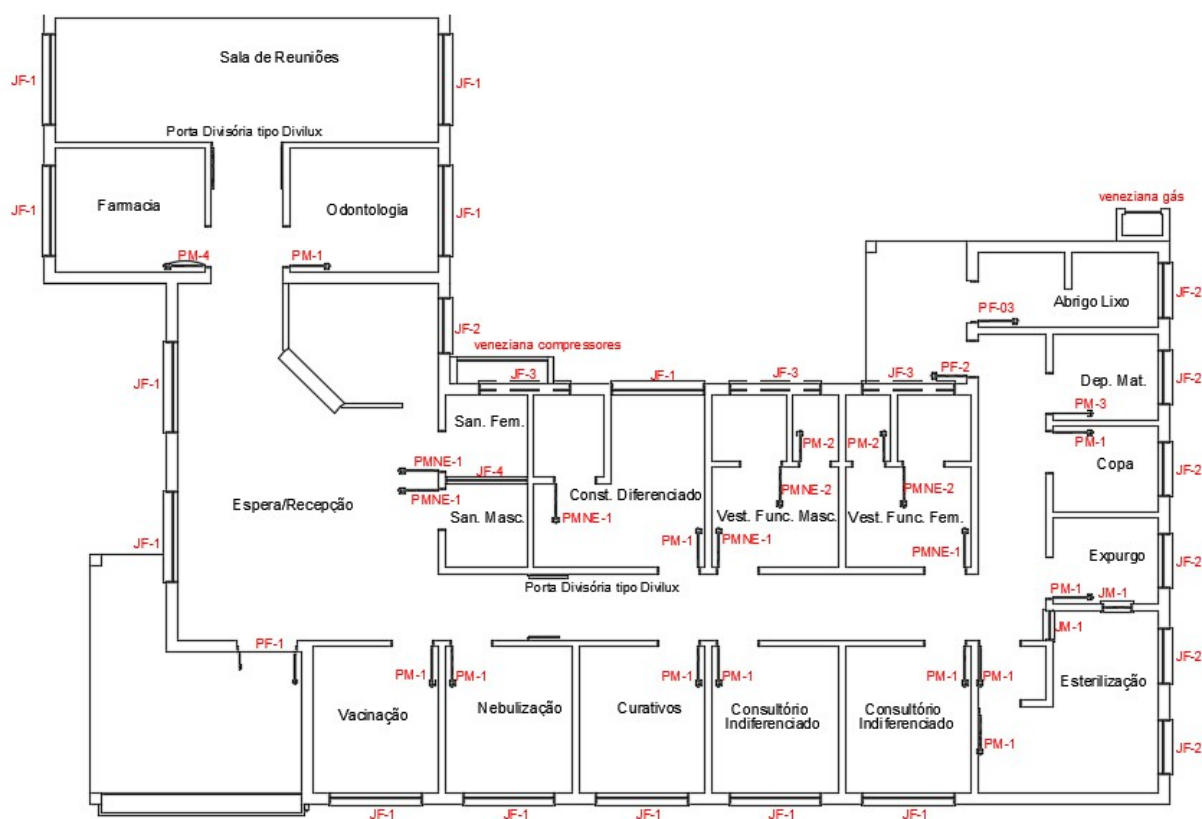 Sala de Reuniões
JF-1
JF-1
Porta Divisória tipo Divilux
Farmacia
Odontologia
JF-1
JF-1
PM-4
PM-1
veneziana gás
Abrigo Lixo
JF-2
PF-03
JF-2
veneziana compressores
JF-3
JF-1
JF-3
JF-3
PF-2
Dep. Mat.
JF-2
JF-1
San. Fem.
PM-3
PM-1
PM-2
PM-2
Copa
JF-2
PMNE-1
JF-4
PMNE-1
Const. Diferenciado
PMNE-2
PMNE-2
Espera/Recepção
San. Masc.
PMNE-1
Vest. Func. Masc.
Vest. Func. Fem.
PM-1
PMNE-1
PMNE-1
JF-1
Expurgo
JF-2
Porta Divisória tipo Divilux
PM-1
JM-1
JM-1
PF-1
JF-2
PM-1
PM-1
PM-1
PM-1
PM-1
PM-1
Esterilização
Vacinação
Nebulização
Curativos
Consultório
Indiferenciado
Consultório
Indiferenciado
PM-1
JF-2
JF-1
JF-1
JF-1
JF-1
JF-1